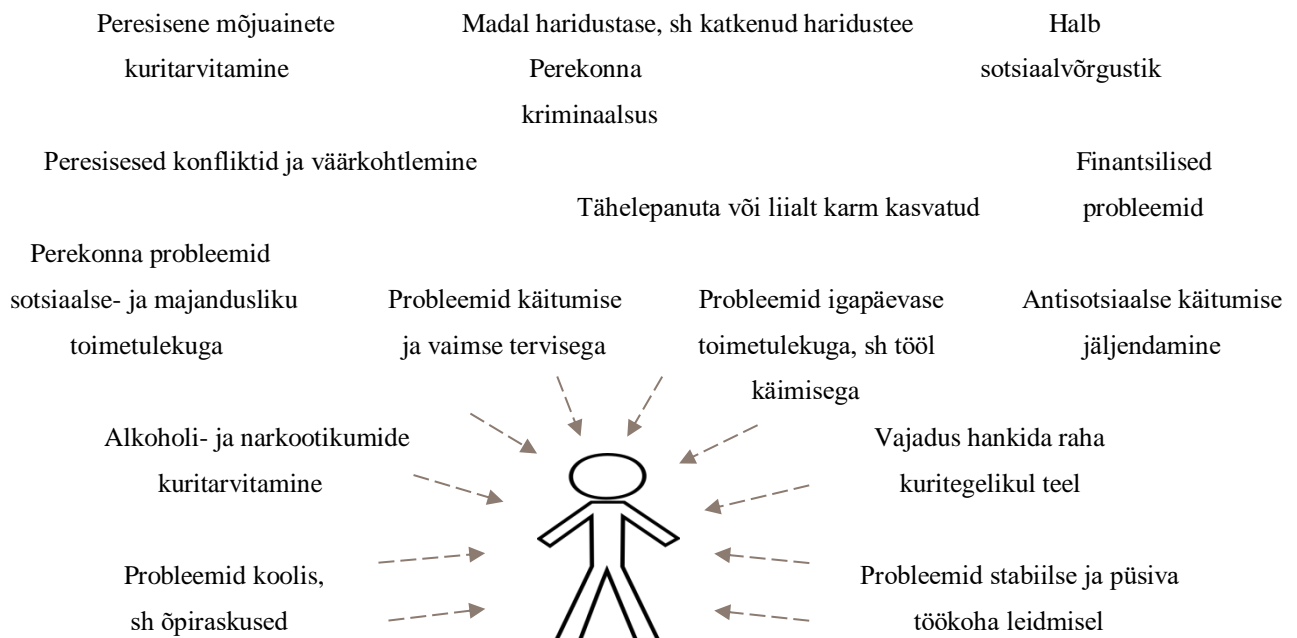 Peresisene mõjuainete
kuritarvitamine
Madal haridustase, sh katkenud haridustee
Perekonna
kriminaalsus
Halb
sotsiaalvõrgustik
Peresisesed konfliktid ja väärkohtlemine
Finantsilised
probleemid
Tähelepanuta või liialt karm kasvatud
Perekonna probleemid
sotsiaalse- ja majandusliku
toimetulekuga
Probleemid käitumise
ja vaimse tervisega
Probleemid igapäevase
toimetulekuga, sh tööl
käimisega
Antisotsiaalse käitumise
jäljendamine
Alkoholi- ja narkootikumide
kuritarvitamine
Vajadus hankida raha
kuritegelikul teel
Probleemid koolis,
sh õpiraskused
Probleemid stabiilse ja püsiva
töökoha leidmisel